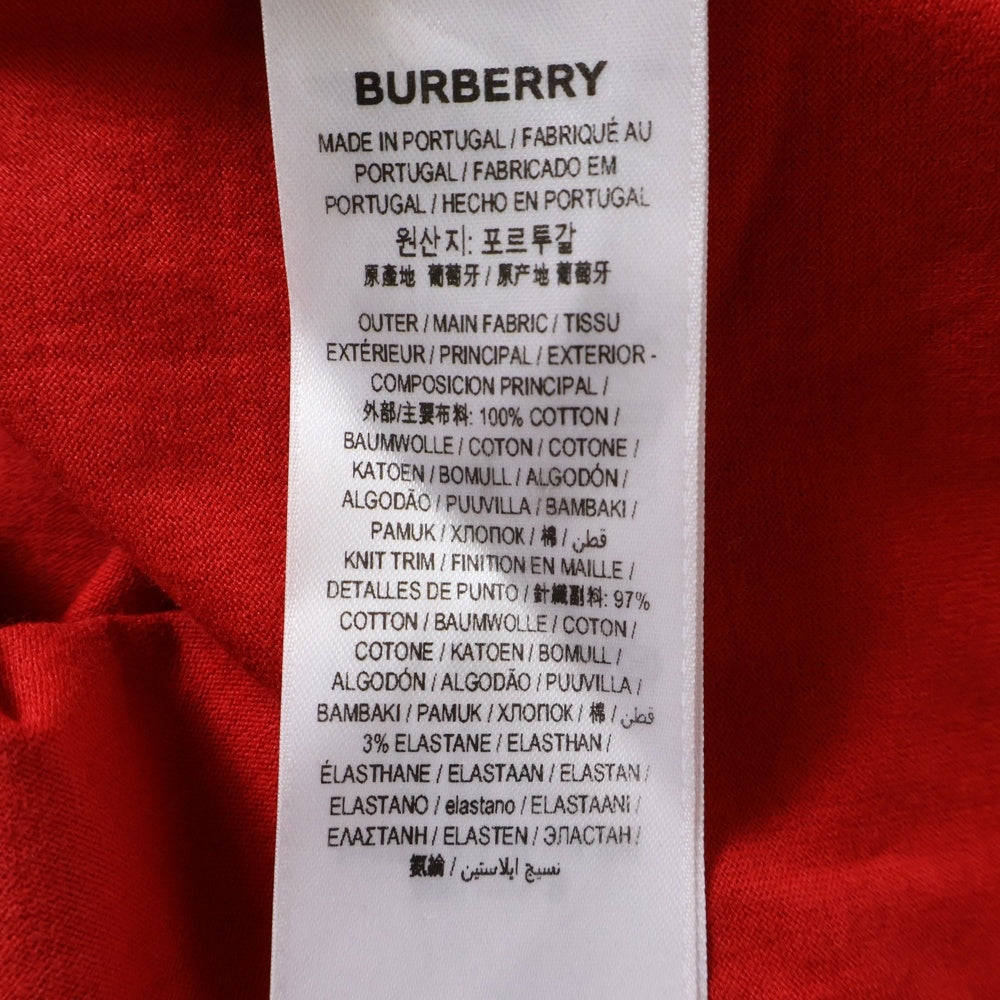 BURBERRY
MADE IN PORTUGAL / FABRIQUÉ AU
PORTUGAL / FABRICADO EM
PORTUGAL / HECHO EN PORTUGAL
원산지: 포르투갈
原產地 葡萄牙 / 原产地 葡萄牙
OUTER / MAIN FABRIC / TISSU
EXTÉRIEUR / PRINCIPAL / EXTERIOR -
COMPOSICION PRINCIPAL /
外部/主要布料: 100% COTTON /
BAUMWOLLE / COTON / COTONE /
KATOEN / BOMULL / ALGODÓN /
ALGODÃO / PUUVILLA / BAMBAKI /
PAMUK / ХЛОПОК / 棉 / قطن
KNIT TRIM / FINITION EN MAILLE /
DETALLES DE PUNTO / 針織副料: 97%
COTTON / BAUMWOLLE / COTON /
COTONE / KATOEN / BOMULL /
ALGODÓN / ALGODÃO / PUUVILLA /
BAMBAKI / PAMUK / ХЛОПОК / 棉 / قطن
3% ELASTANE / ELASTHAN /
ÉLASTHANE / ELASTAAN / ELASTAN /
ELASTANO / elastano / ELASTAANI /
ΕΛΑΣΤΑΝΗ / ELASTEN / ЭЛАСТАН /
氨綸 / نسيج ايلاستين